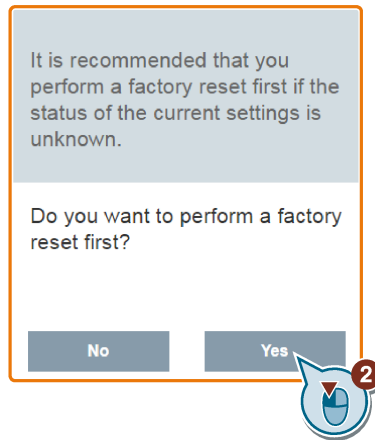 It is recommended that you
perform a factory reset first if the
status of the current settings is
unknown.
Do you want to perform a factory
reset first?
No
Yes
2